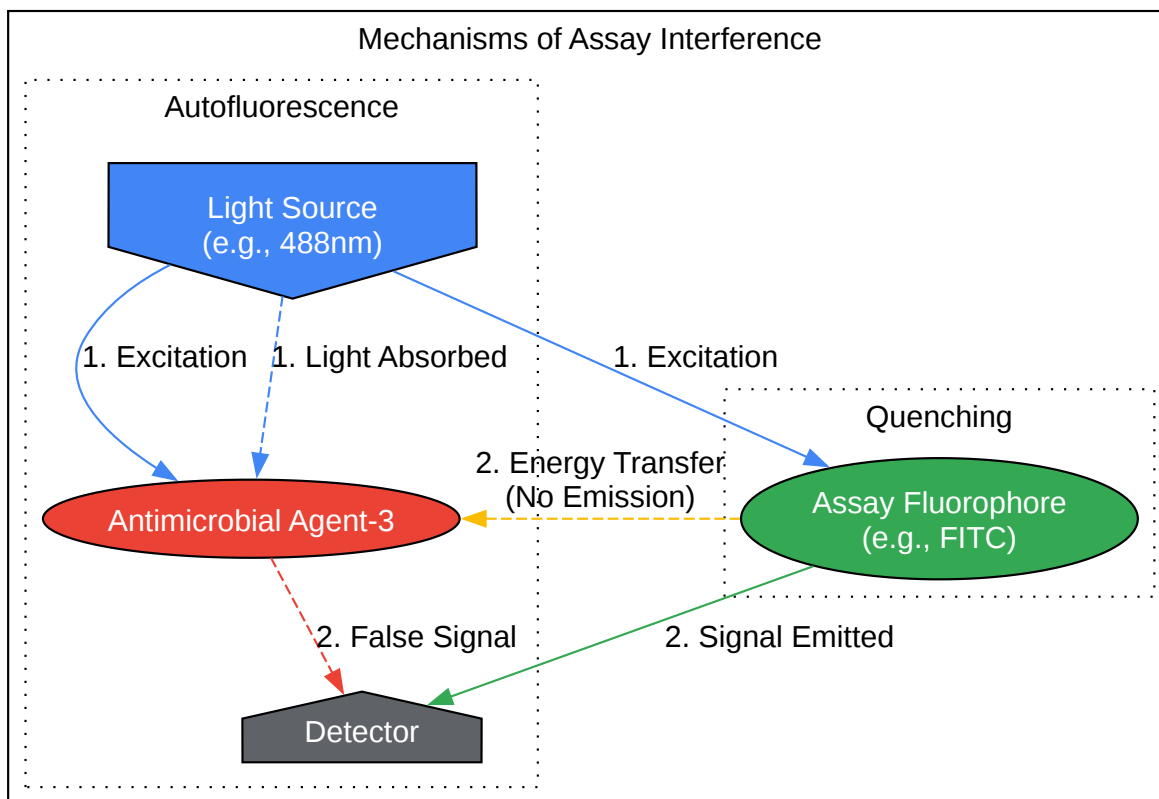 Mechanisms of Assay Interference
Autofluorescence
Light Source
(e.g., 488nm)
1. Excitation
1. Light Absorbed
1. Excitation
Quenching
2. Energy Transfer
(No Emission)
Assay Fluorophore
(e.g., FITC)
Antimicrobial Agent-3
2. False Signal
2. Signal Emitted
Detector